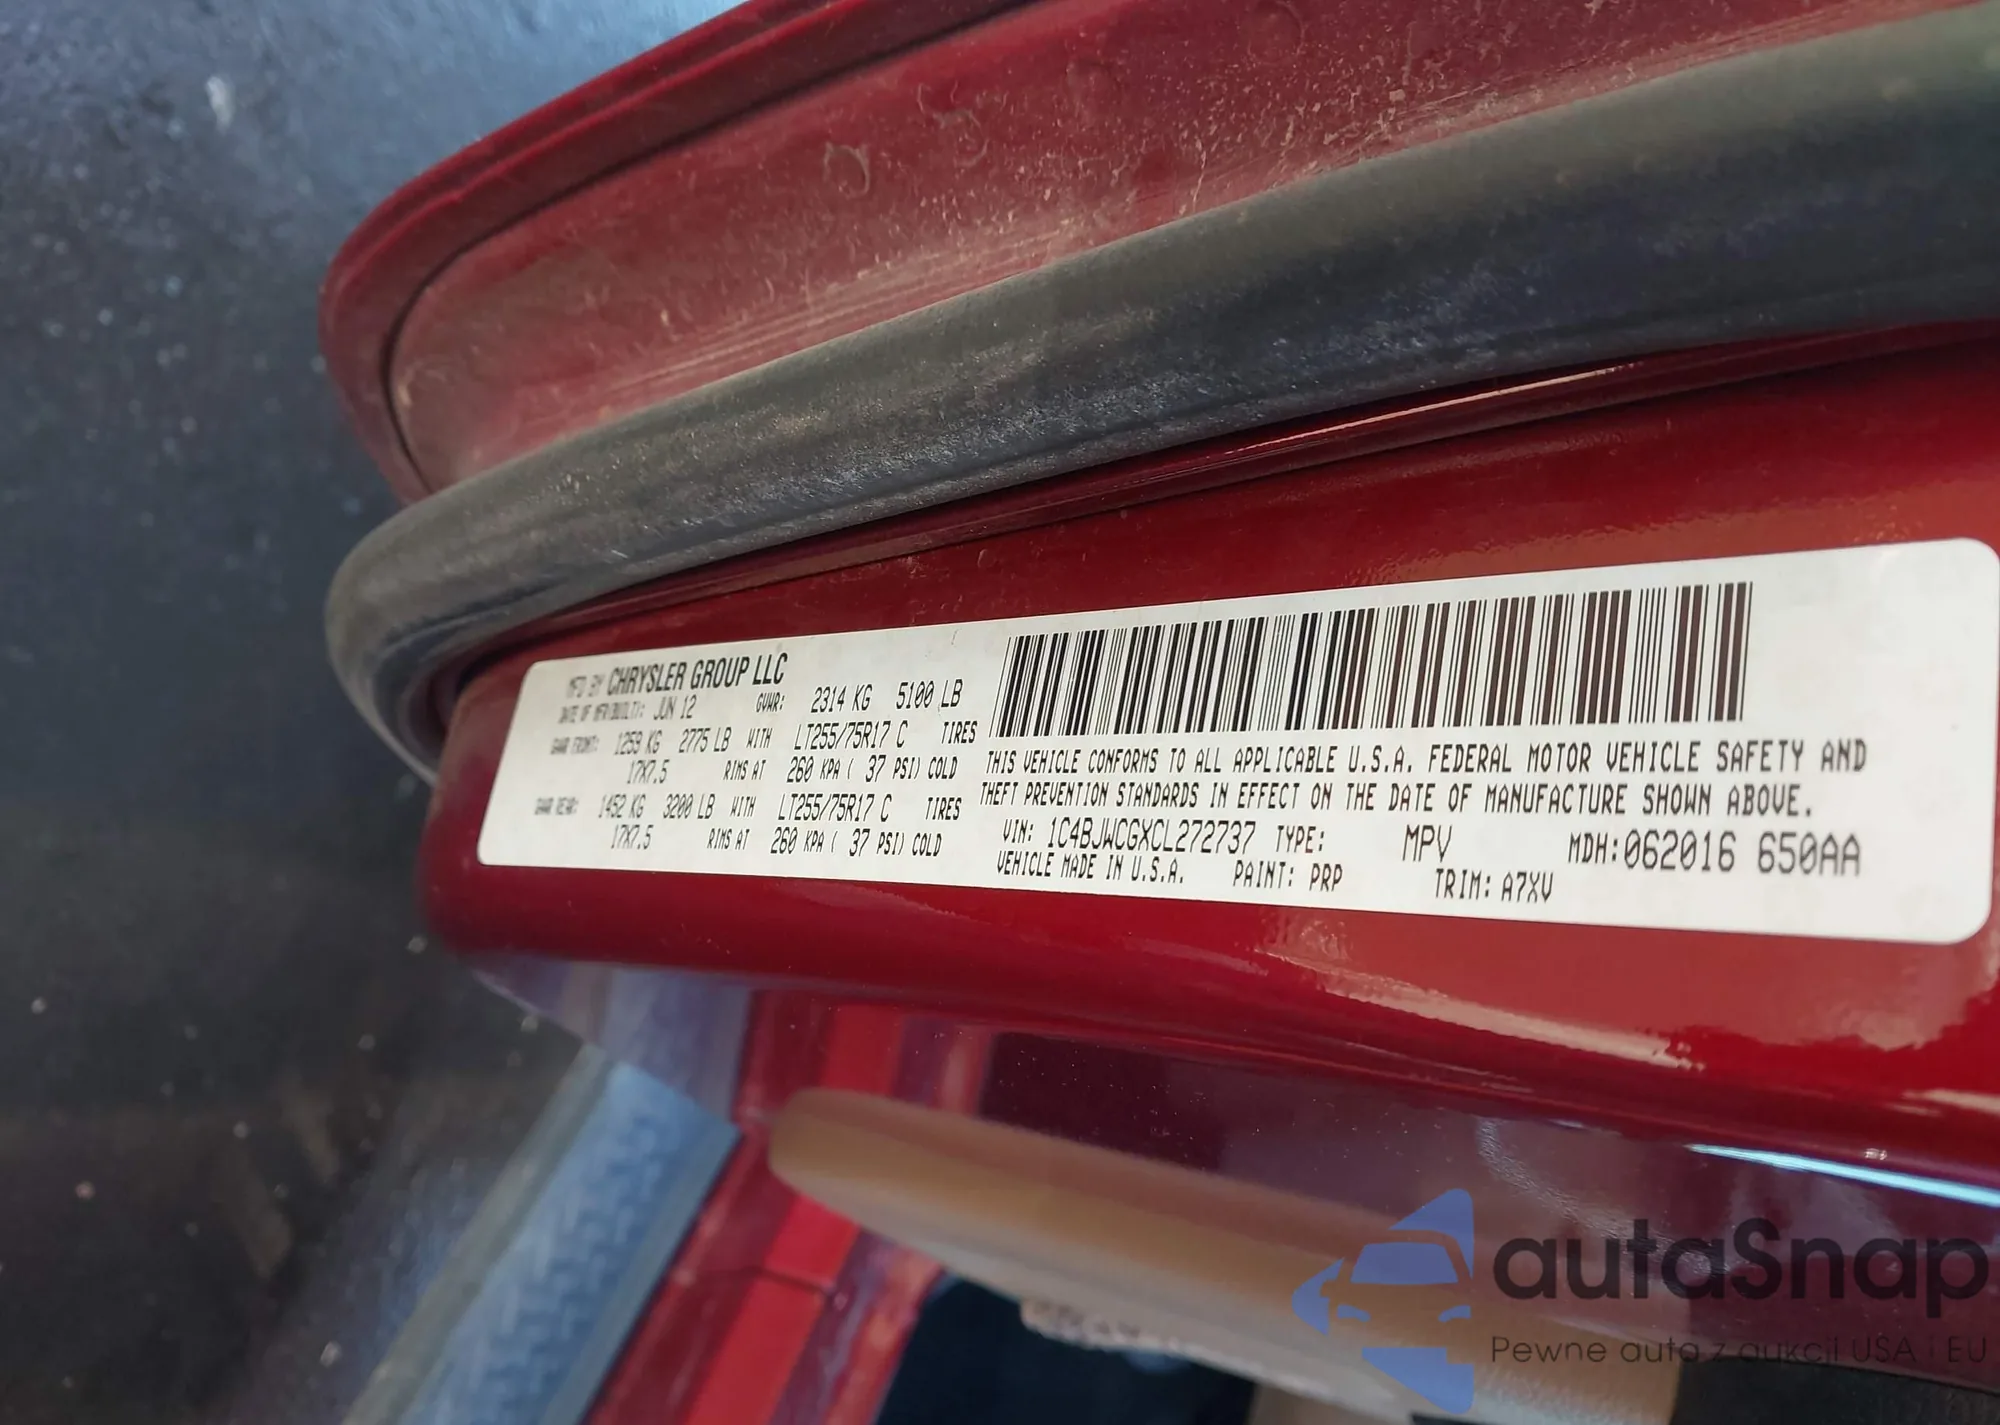 MFD BY CHRYSLER GROUP LLC
DATE OF MFR(BUILT): JUN 12 GVWR: 2314 KG 5100 LB
GAWR FRONT: 1259 KG 2775 LB WITH LT255/75R17 C TIRES
17X7.5 RIMS AT 260 KPA ( 37 PSI) COLD
GAWR REAR: 1452 KG 3200 LB WITH LT255/75R17 C TIRES
17X7.5 RIMS AT 260 KPA ( 37 PSI) COLD
THIS VEHICLE CONFORMS TO ALL APPLICABLE U.S.A. FEDERAL MOTOR VEHICLE SAFETY AND
THEFT PREVENTION STANDARDS IN EFFECT ON THE DATE OF MANUFACTURE SHOWN ABOVE.
VIN: 1C4BJWCGXCL272737 TYPE: MPV MDH:062016 650AA
VEHICLE MADE IN U.S.A. PAINT: PRP TRIM: A7XV
autaSnap
Pewne auta z aukcji USA i EU